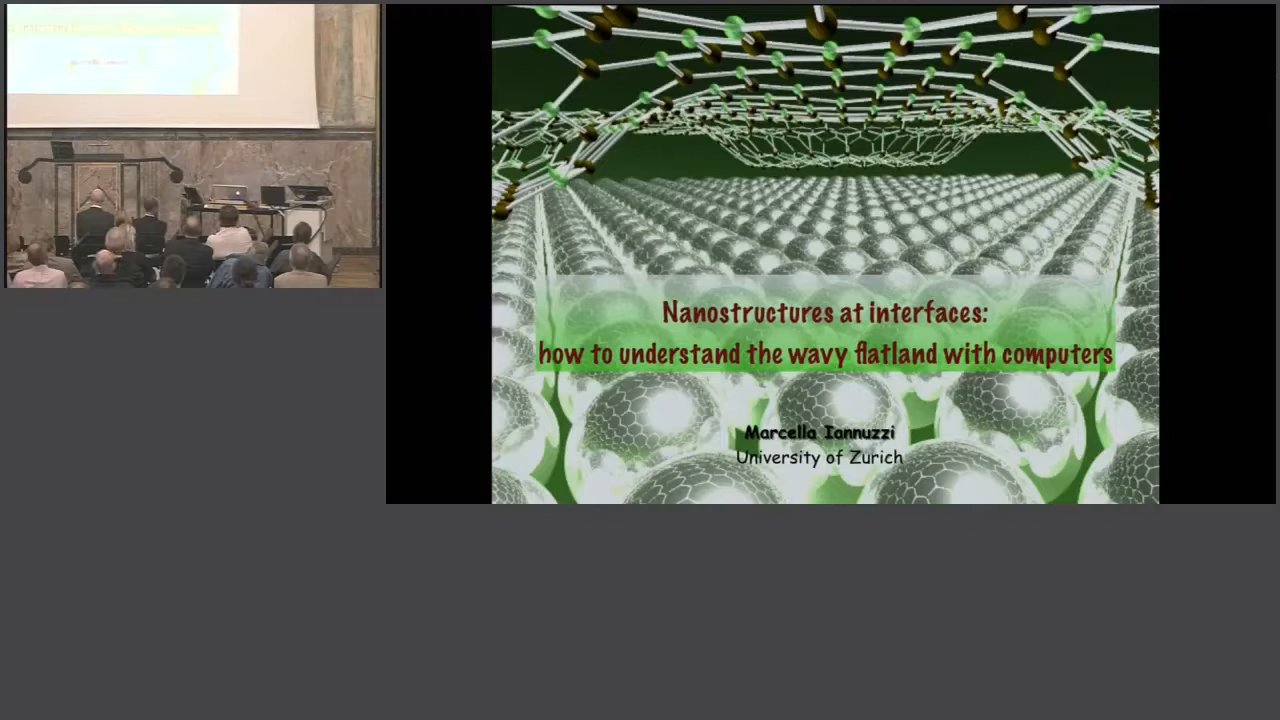 Nanostructures at interfaces:
how to understand the wavy flatland with computers
Marcella Iannuzzi
University of Zurich